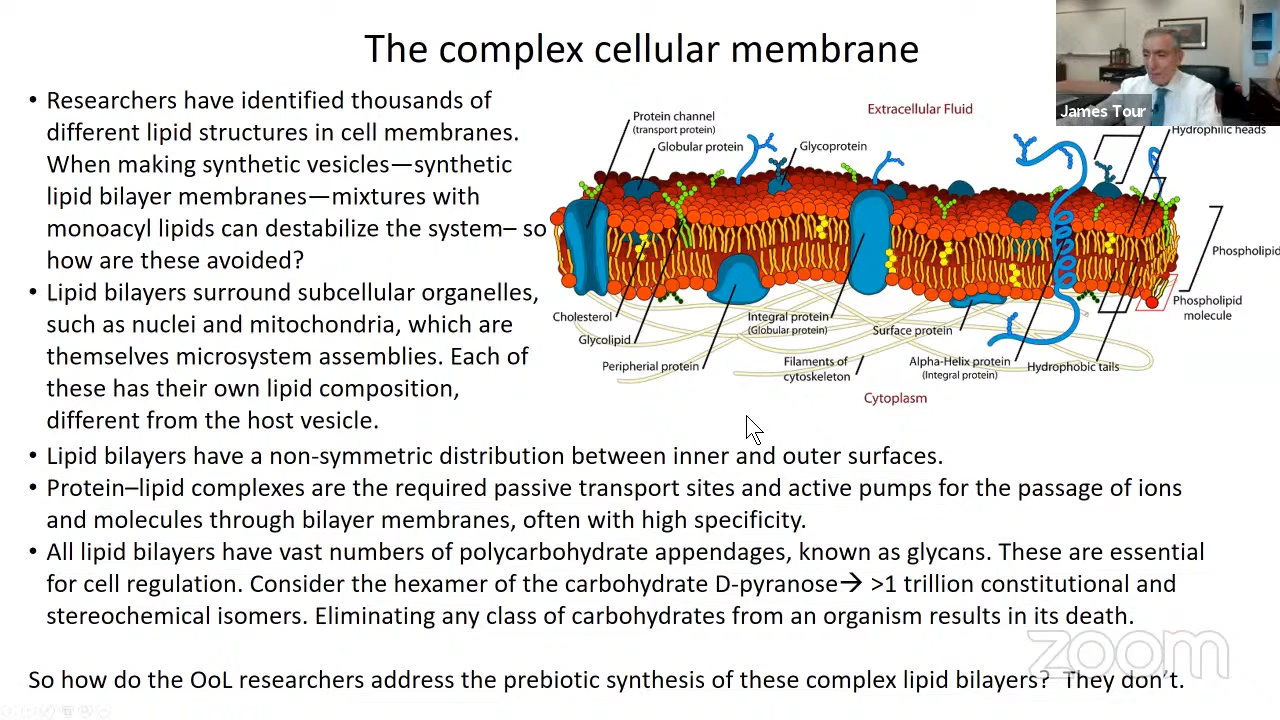 The complex cellular membrane
• Researchers have identified thousands of
different lipid structures in cell membranes.
When making synthetic vesicles—synthetic
lipid bilayer membranes—mixtures with
monoacyl lipids can destabilize the system– so
how are these avoided?
• Lipid bilayers surround subcellular organelles,
such as nuclei and mitochondria, which are
themselves microsystem assemblies. Each of
these has their own lipid composition,
different from the host vesicle.
• Lipid bilayers have a non-symmetric distribution between inner and outer surfaces.
• Protein–lipid complexes are the required passive transport sites and active pumps for the passage of ions
and molecules through bilayer membranes, often with high specificity.
• All lipid bilayers have vast numbers of polycarbohydrate appendages, known as glycans. These are essential
for cell regulation. Consider the hexamer of the carbohydrate D-pyranose→ >1 trillion constitutional and
stereochemical isomers. Eliminating any class of carbohydrates from an organism results in its death.
So how do the OoL researchers address the prebiotic synthesis of these complex lipid bilayers? They don't.
James Tour
Extracellular Fluid
Protein channel
(transport protein)
Globular protein
Glycoprotein
Hydrophilic heads
Phospholipid
Phospholipid
molecule
Cholesterol
Glycolipid
Peripherial protein
Integral protein
(Globular protein)
Filaments of
cytoskeleton
Surface protein
Alpha-Helix protein
(Integral protein)
Hydrophobic tails
Cytoplasm
zoom